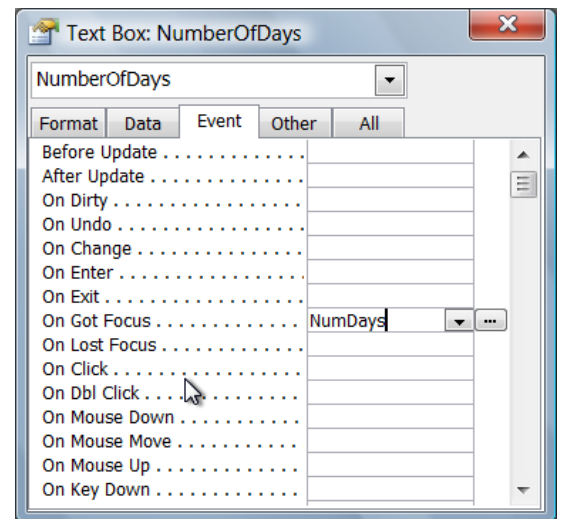 Text Box: NumberOfDays
NumberOfDays
Format Data Event Other All
Before Update . . . . . . . . . . . . .
After Update . . . . . . . . . . . . . .
On Dirty . . . . . . . . . . . . . . . . .
On Undo . . . . . . . . . . . . . . . . .
On Change . . . . . . . . . . . . . . .
On Enter . . . . . . . . . . . . . . . . .
On Exit . . . . . . . . . . . . . . . . . .
On Got Focus . . . . . . . . . . . . . NumDays
On Lost Focus . . . . . . . . . . . . .
On Click . . . . . . . . . . . . . . . . .
On Dbl Click . . . . . . . . . . . . . .
On Mouse Down . . . . . . . . . . .
On Mouse Move . . . . . . . . . . .
On Mouse Up . . . . . . . . . . . . .
On Key Down . . . . . . . . . . . . .